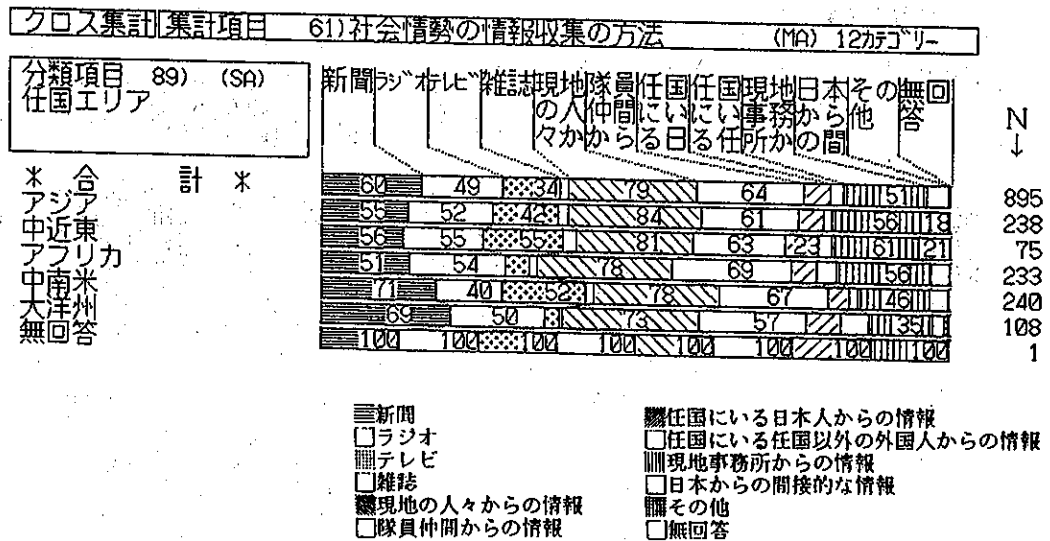 クロス集計 集計項目 61)社会情勢の情報収集の方法 (MA) 12カテゴリー
分類項目 89) (SA)
任国エリア
新聞 ラジオ テレビ 雑誌 現地の人々か 隊員仲間から 任国にいる日 任国にいる任 現地事務所か 日本からの間 その他 無回答
N
↓
* 合 計 * 60 49 34 79 64 51 895
アジア 55 52 42 84 61 56 18 238
中近東 56 55 55 81 63 23 61 21 75
アフリカ 51 54 78 69 56 233
中南米 71 40 52 78 67 46 240
大洋州 69 50 73 57 35 108
無回答 100 100 100 100 100 100 100 100 1
新聞
ラジオ
テレビ
雑誌
現地の人々からの情報
隊員仲間からの情報
任国にいる日本人からの情報
任国にいる任国以外の外国人からの情報
現地事務所からの情報
日本からの間接的な情報
その他
無回答